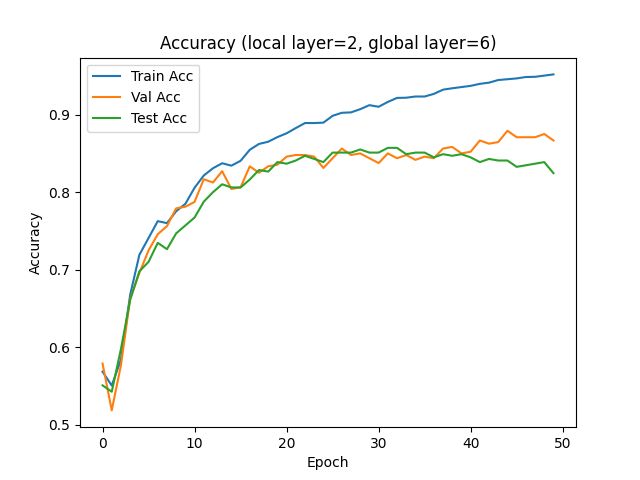 Accuracy (local layer=2, global layer=6)
Train Acc
Val Acc
Test Acc
Accuracy
0.9
0.8
0.7
0.6
0.5
0 10 20 30 40 50
Epoch